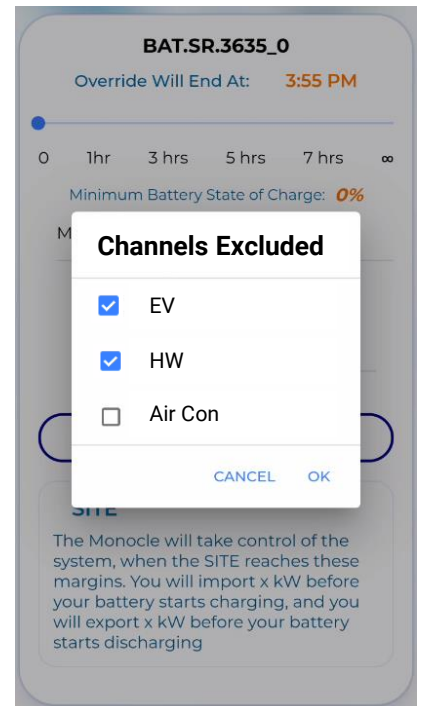 BAT.SR.3635_0
Override Will End At: 3:55 PM
0 1hr 3 hrs 5 hrs 7 hrs ∞
Minimum Battery State of Charge: 0%
Channels Excluded
EV
HW
Air Con
CANCEL OK
SITE
The Monocle will take control of the
system, when the SITE reaches these
margins. You will import x kW before
your battery starts charging, and you
will export x kW before your battery
starts discharging